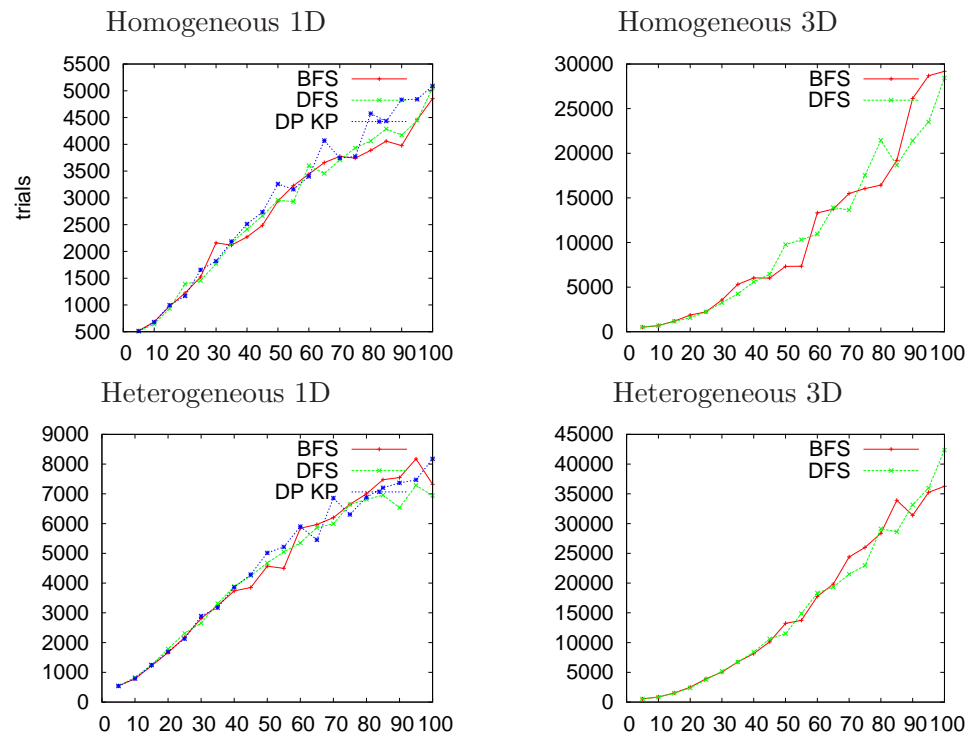 Homogeneous 1D
5500
5000
4500
4000
3500
3000
2500
2000
1500
1000
500
trials
BFS
DFS
DP KP
0 10 20 30 40 50 60 70 80 90 100
Homogeneous 3D
30000
25000
20000
15000
10000
5000
0
BFS
DFS
0 10 20 30 40 50 60 70 80 90 100
Heterogeneous 1D
9000
8000
7000
6000
5000
4000
3000
2000
1000
0
BFS
DFS
DP KP
0 10 20 30 40 50 60 70 80 90 100
Heterogeneous 3D
45000
40000
35000
30000
25000
20000
15000
10000
5000
0
BFS
DFS
0 10 20 30 40 50 60 70 80 90 100